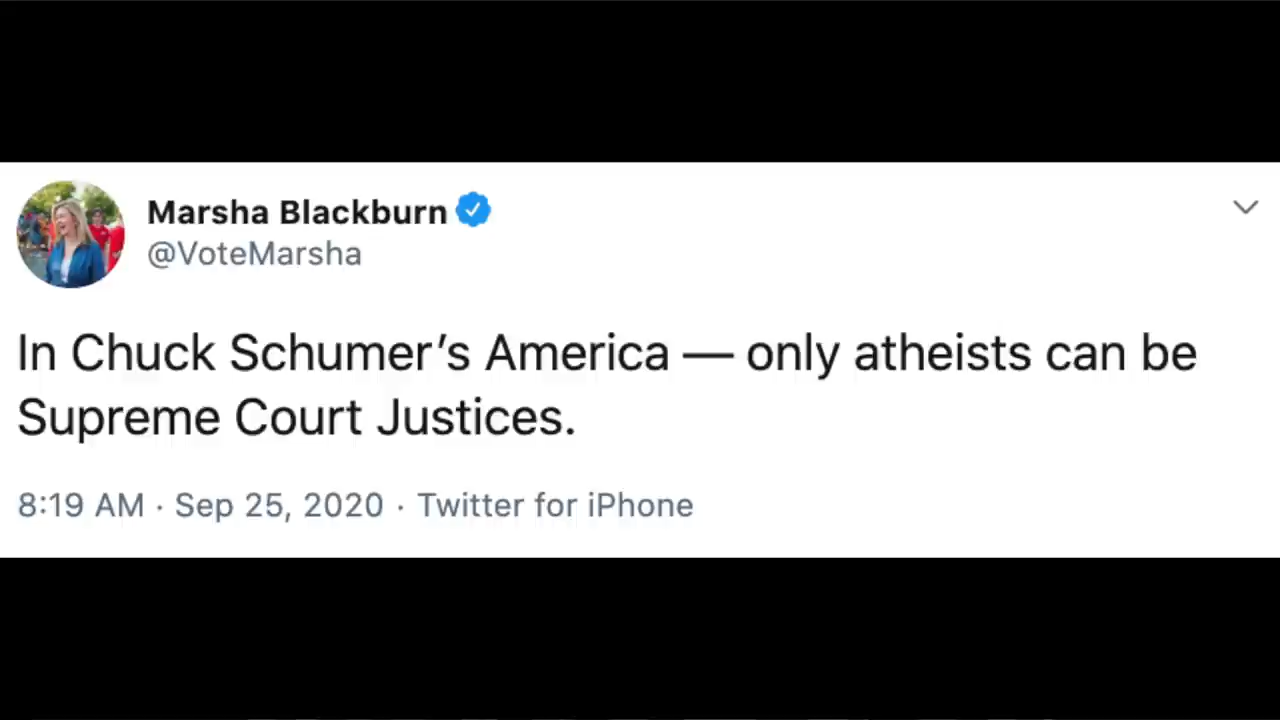 Marsha Blackburn
@VoteMarsha
In Chuck Schumer’s America — only atheists can be
Supreme Court Justices.
8:19 AM · Sep 25, 2020 · Twitter for iPhone